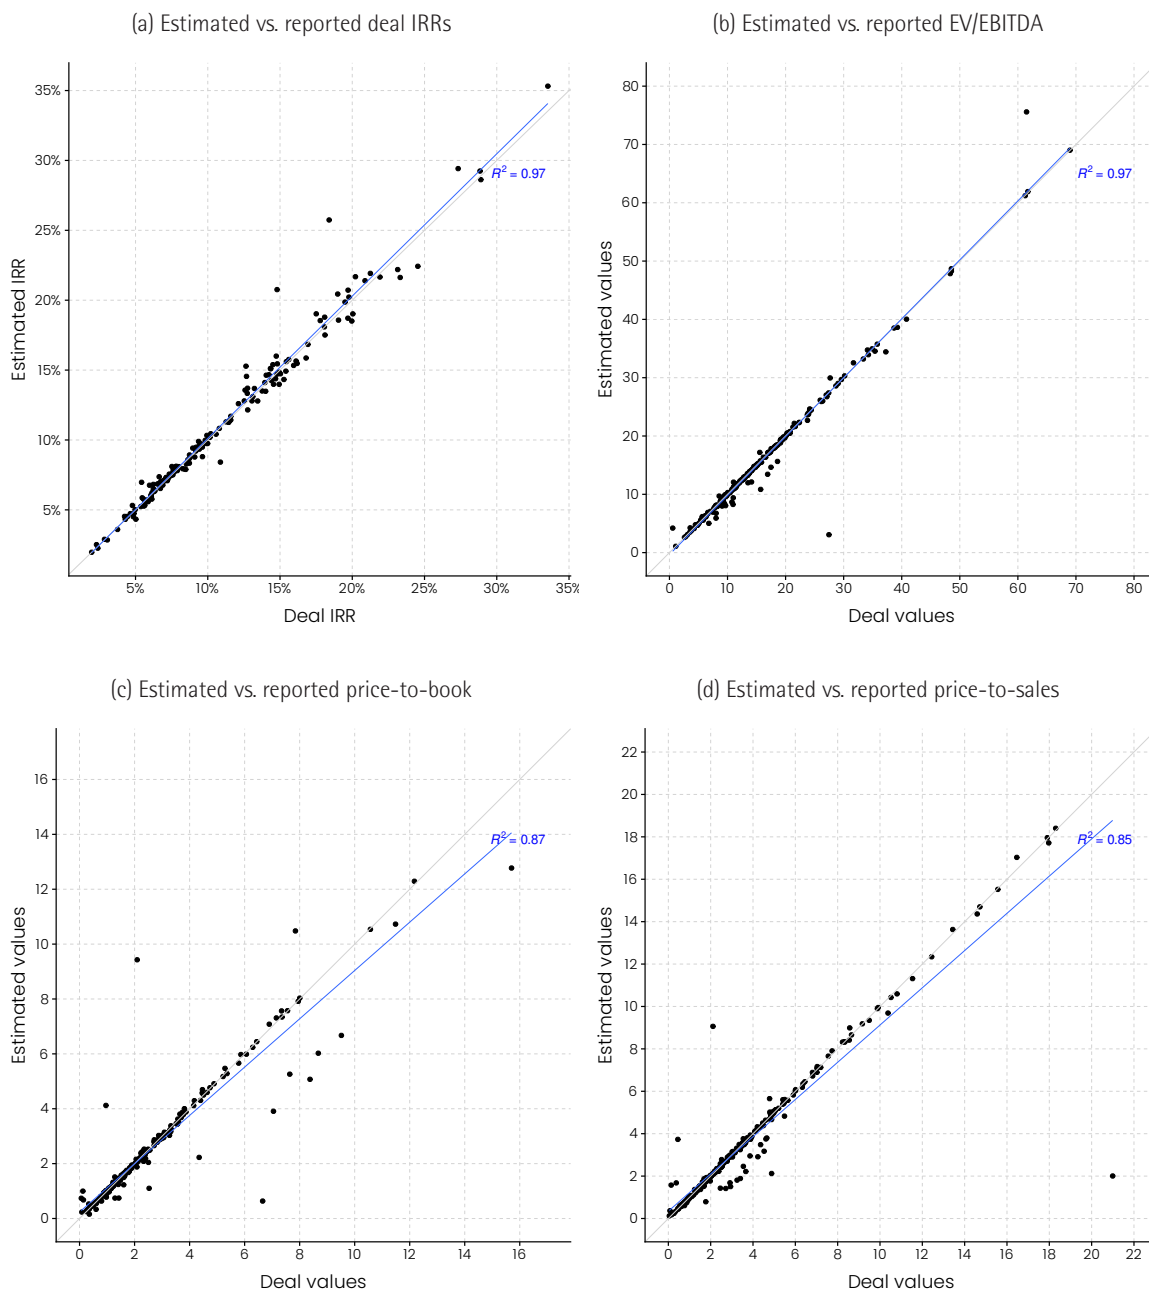 (a) Estimated vs. reported deal IRRs
35%
30%
25%
20%
15%
10%
5%
R² = 0.97
5% 10% 15% 20% 25% 30% 35%
Estimated IRR
Deal IRR
(b) Estimated vs. reported EV/EBITDA
80
70
60
50
40
30
20
10
0
R² = 0.97
0 10 20 30 40 50 60 70 80
Estimated values
Deal values
(c) Estimated vs. reported price-to-book
16
14
12
10
8
6
4
2
0
R² = 0.87
0 2 4 6 8 10 12 14 16
Estimated values
Deal values
(d) Estimated vs. reported price-to-sales
22
20
18
16
14
12
10
8
6
4
2
0
R² = 0.85
0 2 4 6 8 10 12 14 16 18 20 22
Estimated values
Deal values